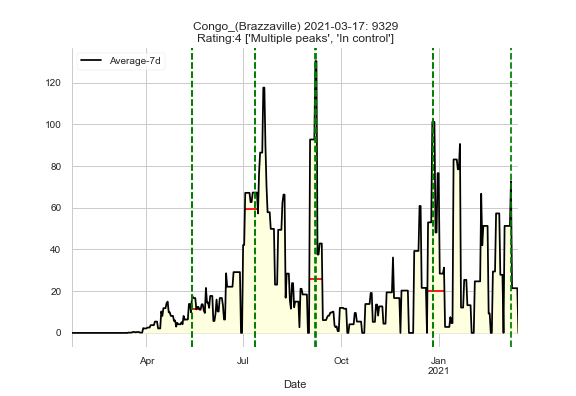 Congo_(Brazzaville) 2021-03-17: 9329
Rating:4 ['Multiple peaks', 'In control']
Average-7d
120
100
80
60
40
20
0
Apr
Jul
Oct
Jan
2021
Date